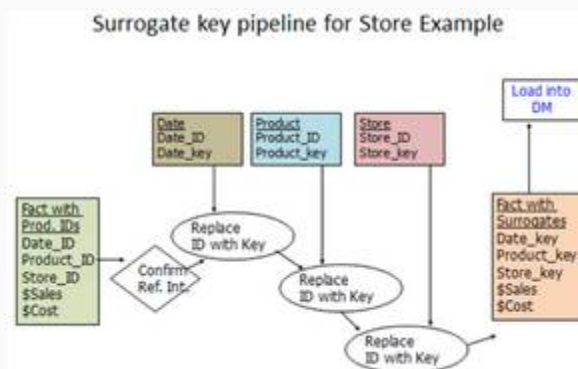 Surrogate key pipeline for Store Example
Load into
DM
Date
Date_ID
Date_key
Product
Product_ID
Product_key
Store
Store_ID
Store_key
Fact with
Prod. IDs
Date_ID
Product_ID
Store_ID
$Sales
$Cost
Confirm
Ref. Int.
Replace
ID with Key
Replace
ID with Key
Replace
ID with Key
Fact with
Surrogates
Date_key
Product_key
Store_key
$Sales
$Cost